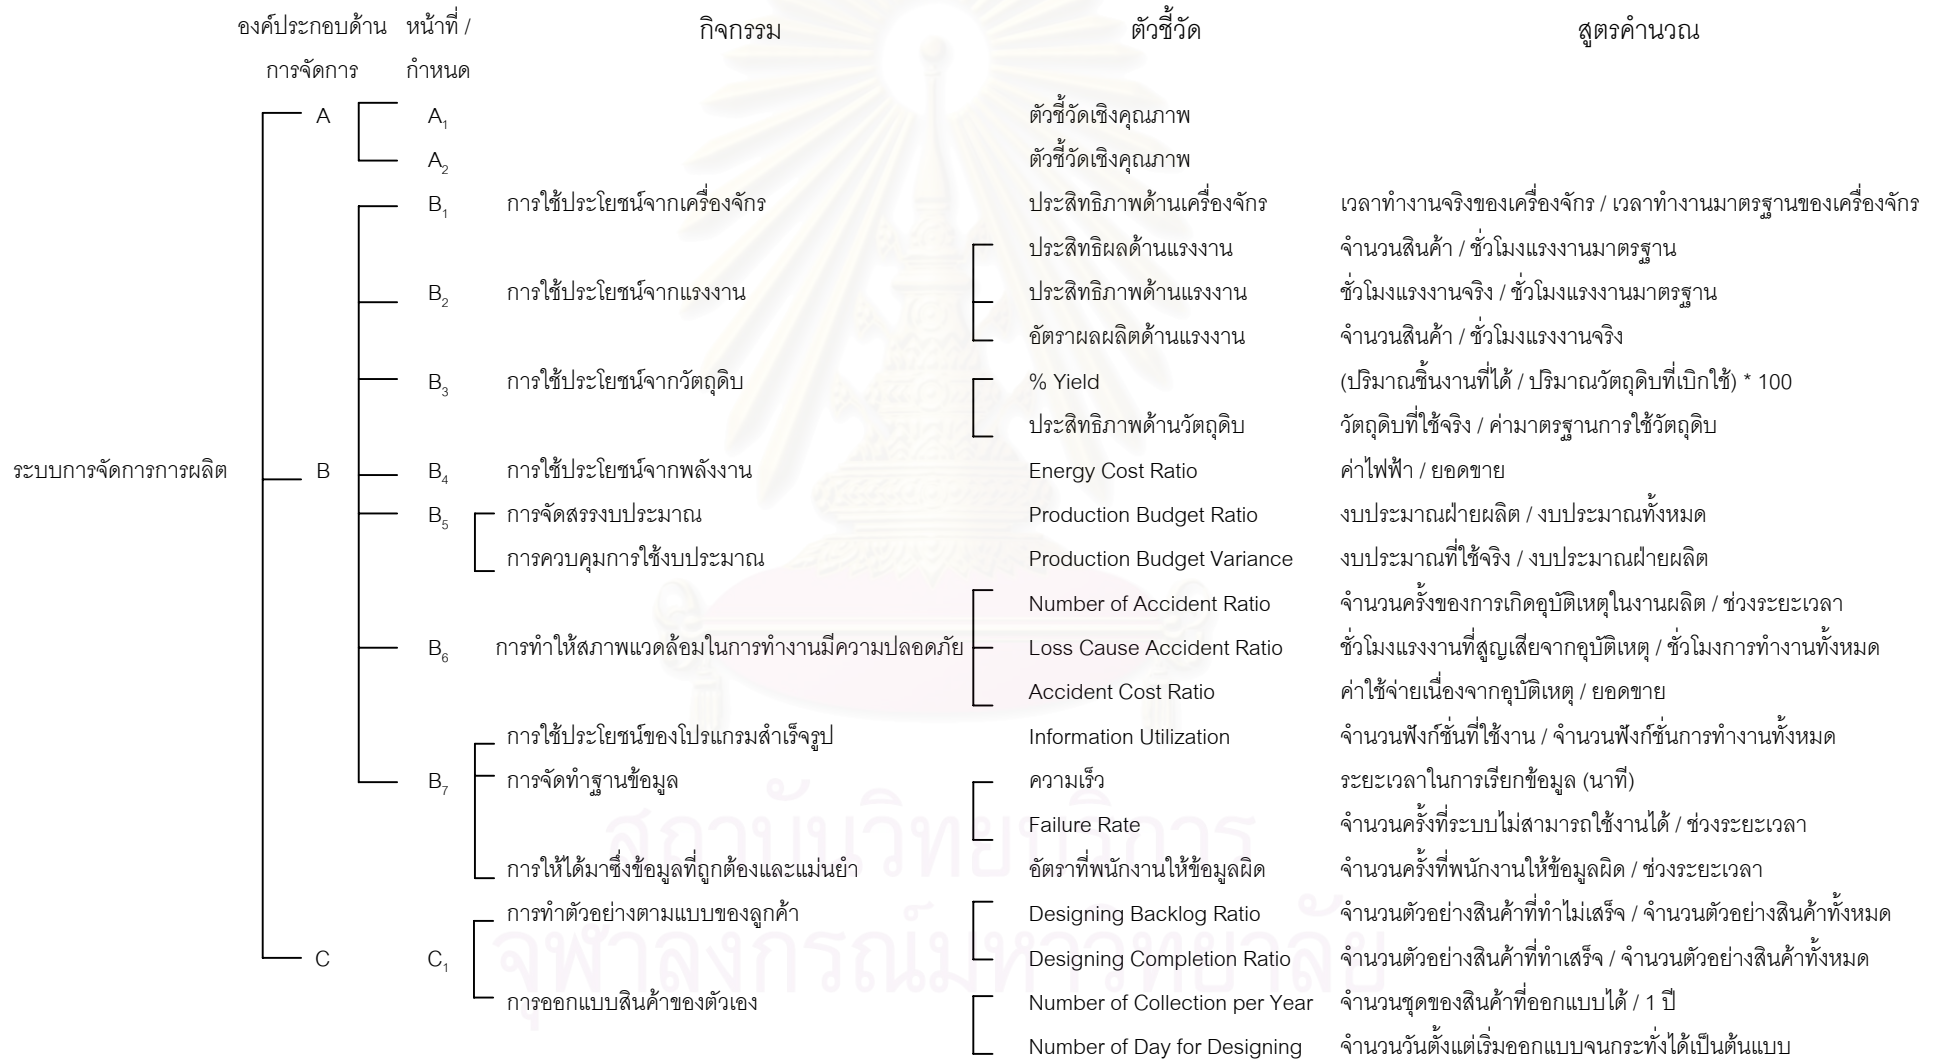 องค์ประกอบด้าน หน้าที่ / กิจกรรม ตัวชี้วัด สูตรคำนวณ
การจัดการ กำหนด
A A₁ ตัวชี้วัดเชิงคุณภาพ
A₂ ตัวชี้วัดเชิงคุณภาพ
B₁ การใช้ประโยชน์จากเครื่องจักร ประสิทธิภาพด้านเครื่องจักร เวลาทำงานจริงของเครื่องจักร / เวลาทำงานมาตรฐานของเครื่องจักร
ประสิทธิผลด้านแรงงาน จำนวนสินค้า / ชั่วโมงแรงงานมาตรฐาน
B₂ การใช้ประโยชน์จากแรงงาน ประสิทธิภาพด้านแรงงาน ชั่วโมงแรงงานจริง / ชั่วโมงแรงงานมาตรฐาน
อัตราผลผลิตด้านแรงงาน จำนวนสินค้า / ชั่วโมงแรงงานจริง
B₃ การใช้ประโยชน์จากวัตถุดิบ % Yield (ปริมาณชิ้นงานที่ได้ / ปริมาณวัตถุดิบที่เบิกใช้) * 100
ประสิทธิภาพด้านวัตถุดิบ วัตถุดิบที่ใช้จริง / ค่ามาตรฐานการใช้วัตถุดิบ
ระบบการจัดการการผลิต B B₄ การใช้ประโยชน์จากพลังงาน Energy Cost Ratio ค่าไฟฟ้า / ยอดขาย
B₅ การจัดสรรงบประมาณ Production Budget Ratio งบประมาณฝ่ายผลิต / งบประมาณทั้งหมด
การควบคุมการใช้งบประมาณ Production Budget Variance งบประมาณที่ใช้จริง / งบประมาณฝ่ายผลิต
Number of Accident Ratio จำนวนครั้งของการเกิดอุบัติเหตุในงานผลิต / ช่วงระยะเวลา
B₆ การทำให้สภาพแวดล้อมในการทำงานมีความปลอดภัย Loss Cause Accident Ratio ชั่วโมงแรงงานที่สูญเสียจากอุบัติเหตุ / ชั่วโมงการทำงานทั้งหมด
Accident Cost Ratio ค่าใช้จ่ายเนื่องจากอุบัติเหตุ / ยอดขาย
การใช้ประโยชน์ของโปรแกรมสำเร็จรูป Information Utilization จำนวนฟังก์ชั่นที่ใช้งาน / จำนวนฟังก์ชั่นการทำงานทั้งหมด
B₇ การจัดทำฐานข้อมูล ความเร็ว ระยะเวลาในการเรียกข้อมูล (นาที)
Failure Rate จำนวนครั้งที่ระบบไม่สามารถใช้งานได้ / ช่วงระยะเวลา
สถาบันวิทยบริการ
การให้ได้มาซึ่งข้อมูลที่ถูกต้องและแม่นยำ อัตราที่พนักงานให้ข้อมูลผิด จำนวนครั้งที่พนักงานให้ข้อมูลผิด / ช่วงระยะเวลา
การทำตัวอย่างตามแบบของลูกค้า Designing Backlog Ratio จำนวนตัวอย่างสินค้าที่ทำไม่เสร็จ / จำนวนตัวอย่างสินค้าทั้งหมด
C C₁ Designing Completion Ratio จำนวนตัวอย่างสินค้าที่ทำเสร็จ / จำนวนตัวอย่างสินค้าทั้งหมด
จุฬาลงกรณ์มหาวิทยาลัย
การออกแบบสินค้าของตัวเอง Number of Collection per Year จำนวนชุดของสินค้าที่ออกแบบได้ / 1 ปี
Number of Day for Designing จำนวนวันตั้งแต่เริ่มออกแบบจนกระทั่งได้เป็นต้นแบบ